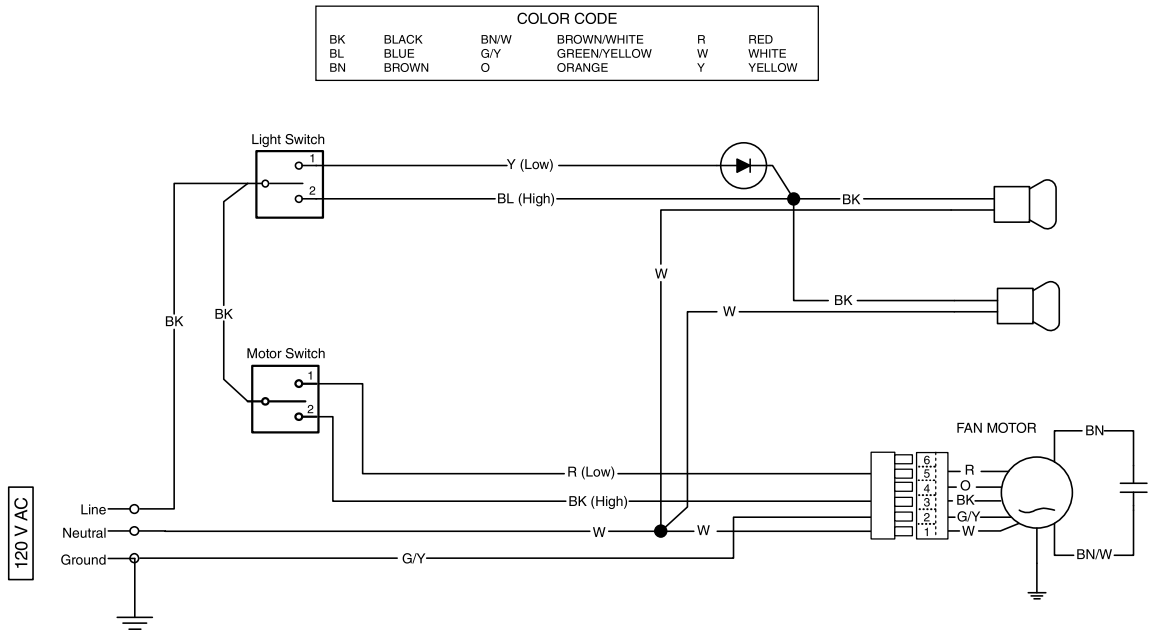 COLOR CODE
BK BLACK BN/W BROWN/WHITE R RED
BL BLUE G/Y GREEN/YELLOW W WHITE
BN BROWN O ORANGE Y YELLOW
Light Switch
1
Y (Low)
2
BL (High)
BK
W
BK
W
BK
BK
Motor Switch
1
2
FAN MOTOR
BN
R (Low)
6
5
R
4
O
BK (High)
3
BK
2
G/Y
1
W
120 V AC
Line
Neutral
W
W
Ground
G/Y
BN/W